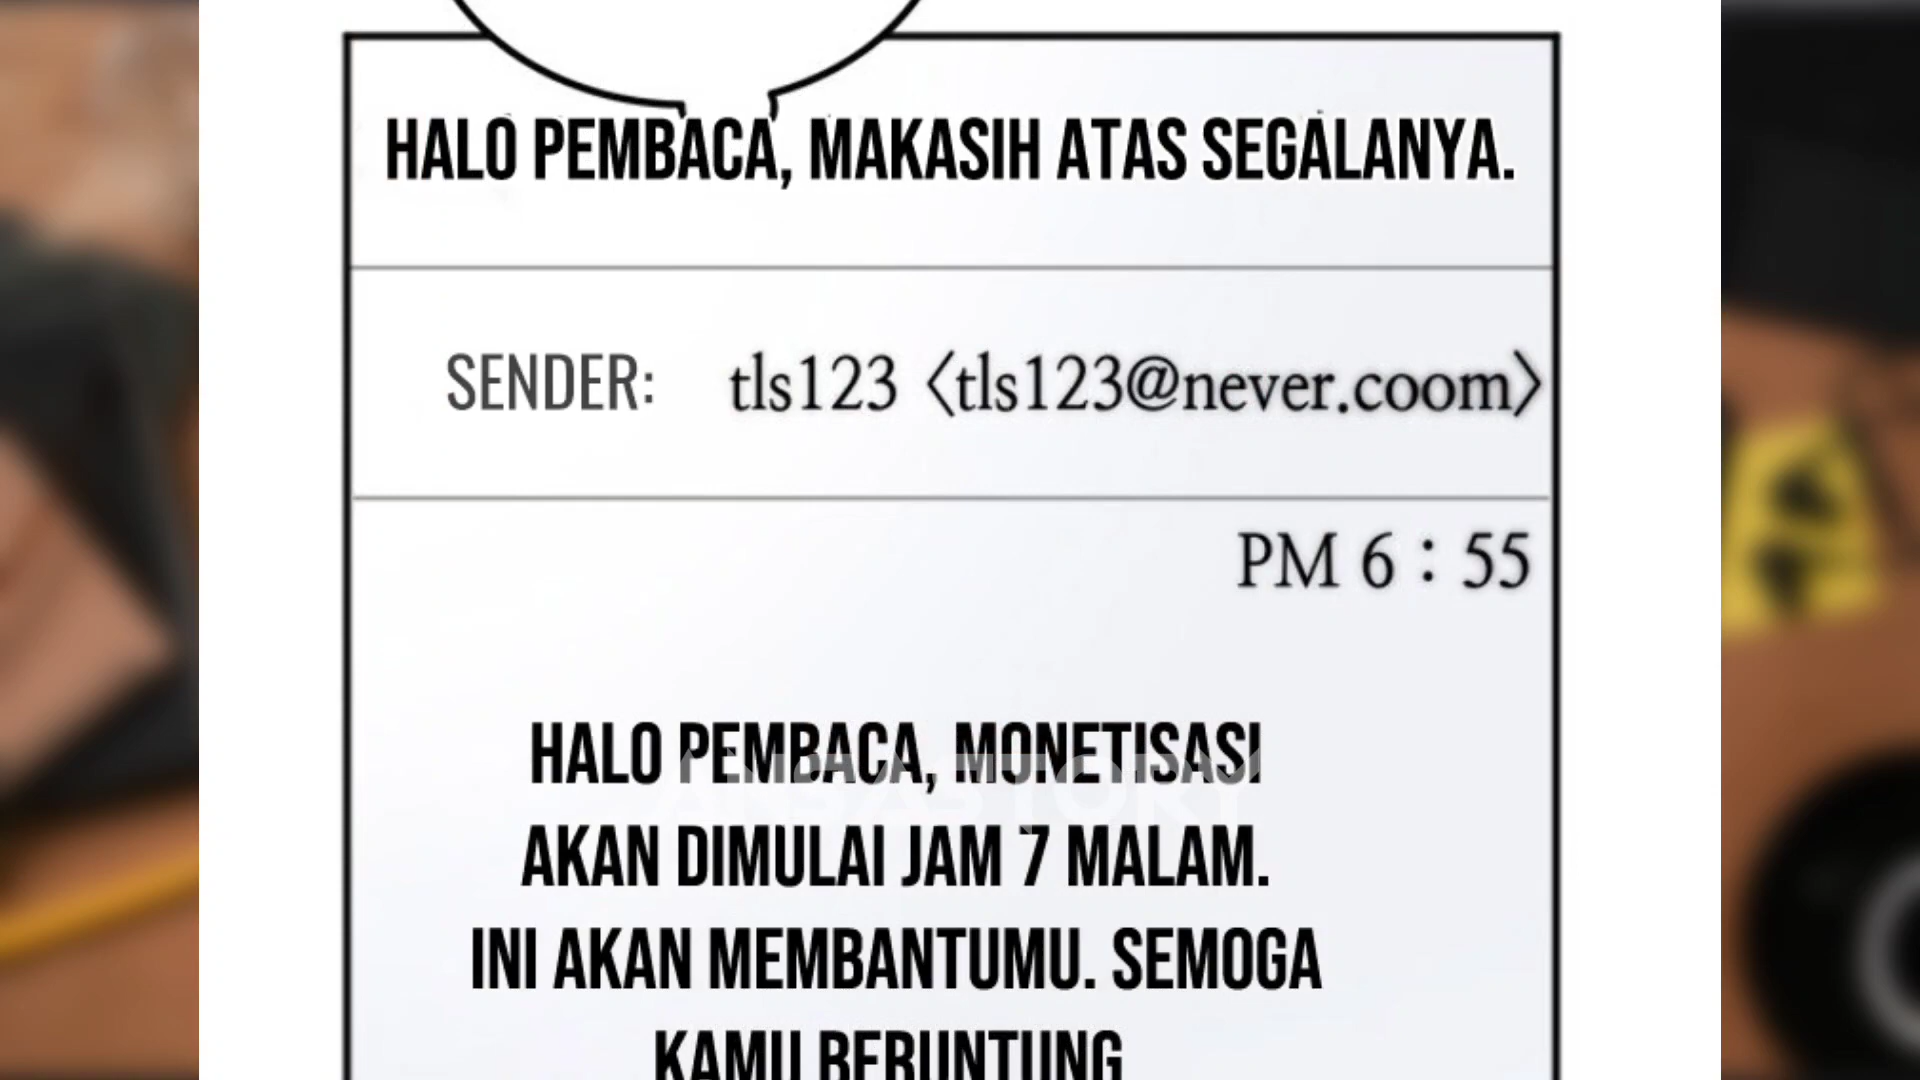 HALO PEMBACA, MAKASIH ATAS SEGALANYA.
SENDER: tls123 〈tls123@never.coom〉
PM 6 : 55
HALO PEMBACA, MONETISASI
ANSASTORY
AKAN DIMULAI JAM 7 MALAM.
INI AKAN MEMBANTUMU. SEMOGA
KAMU BERUNTUNG